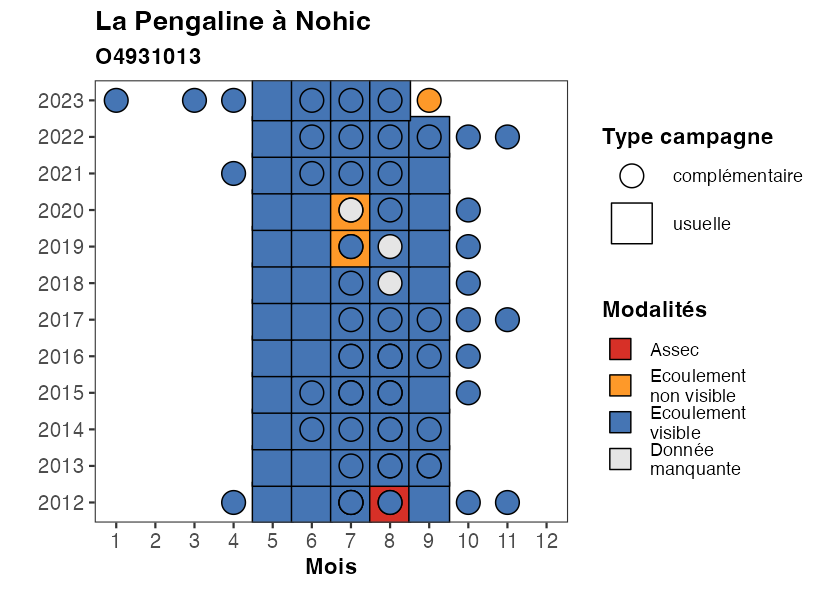 La Pengaline à Nohic
O4931013
2023
2022
2021
2020
2019
2018
2017
2016
2015
2014
2013
2012
1 2 3 4 5 6 7 8 9 10 11 12
Mois
Type campagne
complémentaire
usuelle
Modalités
Assec
Ecoulement
non visible
Ecoulement
visible
Donnée
manquante